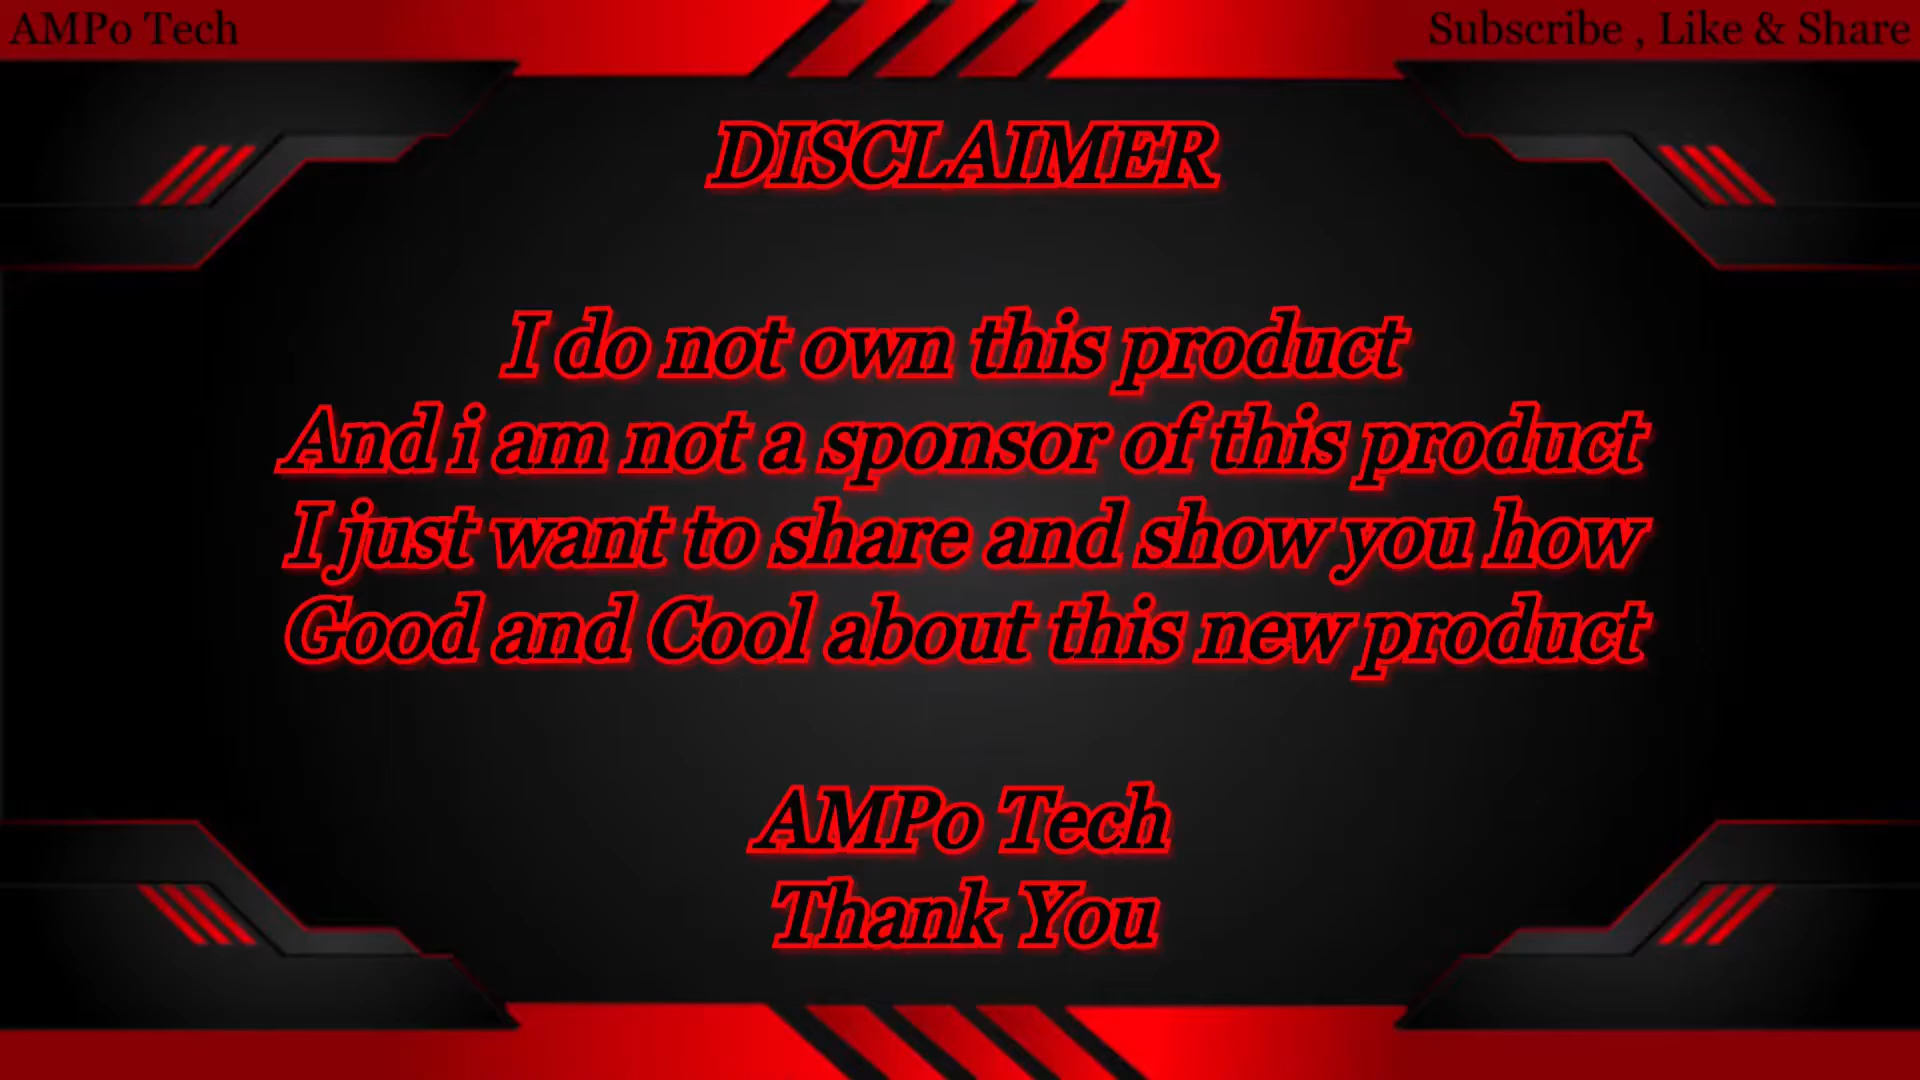 AMPo Tech
Subscribe , Like & Share
DISCLAIMER
I do not own this product
And i am not a sponsor of this product
I just want to share and show you how
Good and Cool about this new product
AMPo Tech
Thank You